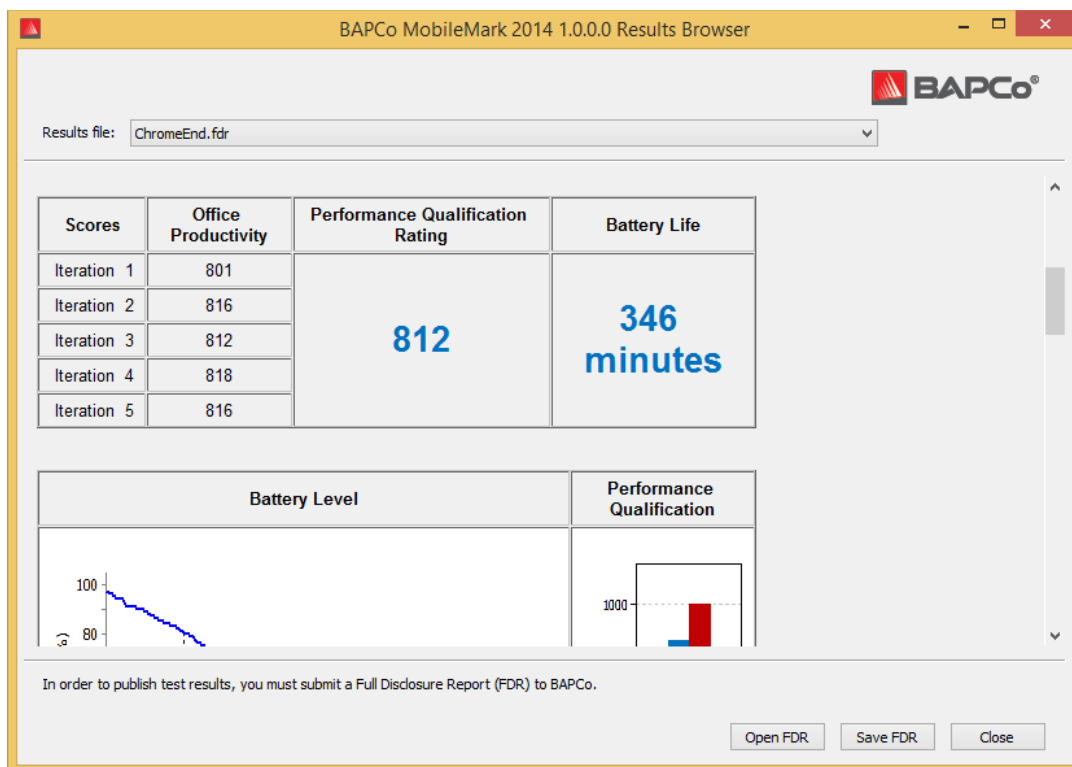 BAPCo MobileMark 2014 1.0.0.0 Results Browser
BAPCo®
Results file: ChromeEnd.fdr
Scores Office Productivity Performance Qualification Rating Battery Life
Iteration 1 801
Iteration 2 816
Iteration 3 812
Iteration 4 818
Iteration 5 816
812
346
minutes
Battery Level
Performance
Qualification
100
80
1000
In order to publish test results, you must submit a Full Disclosure Report (FDR) to BAPCo.
Open FDR Save FDR Close